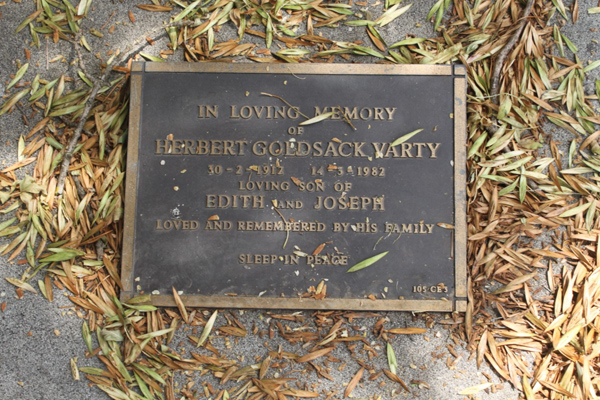 IN LOVING MEMORY
OF
HERBERT GOLDSACK VARTY
30-2-1912 14-3-1982
LOVING SON OF
EDITH AND JOSEPH
LOVED AND REMEMBERED BY HIS FAMILY
SLEEP IN PEACE
105 CE3